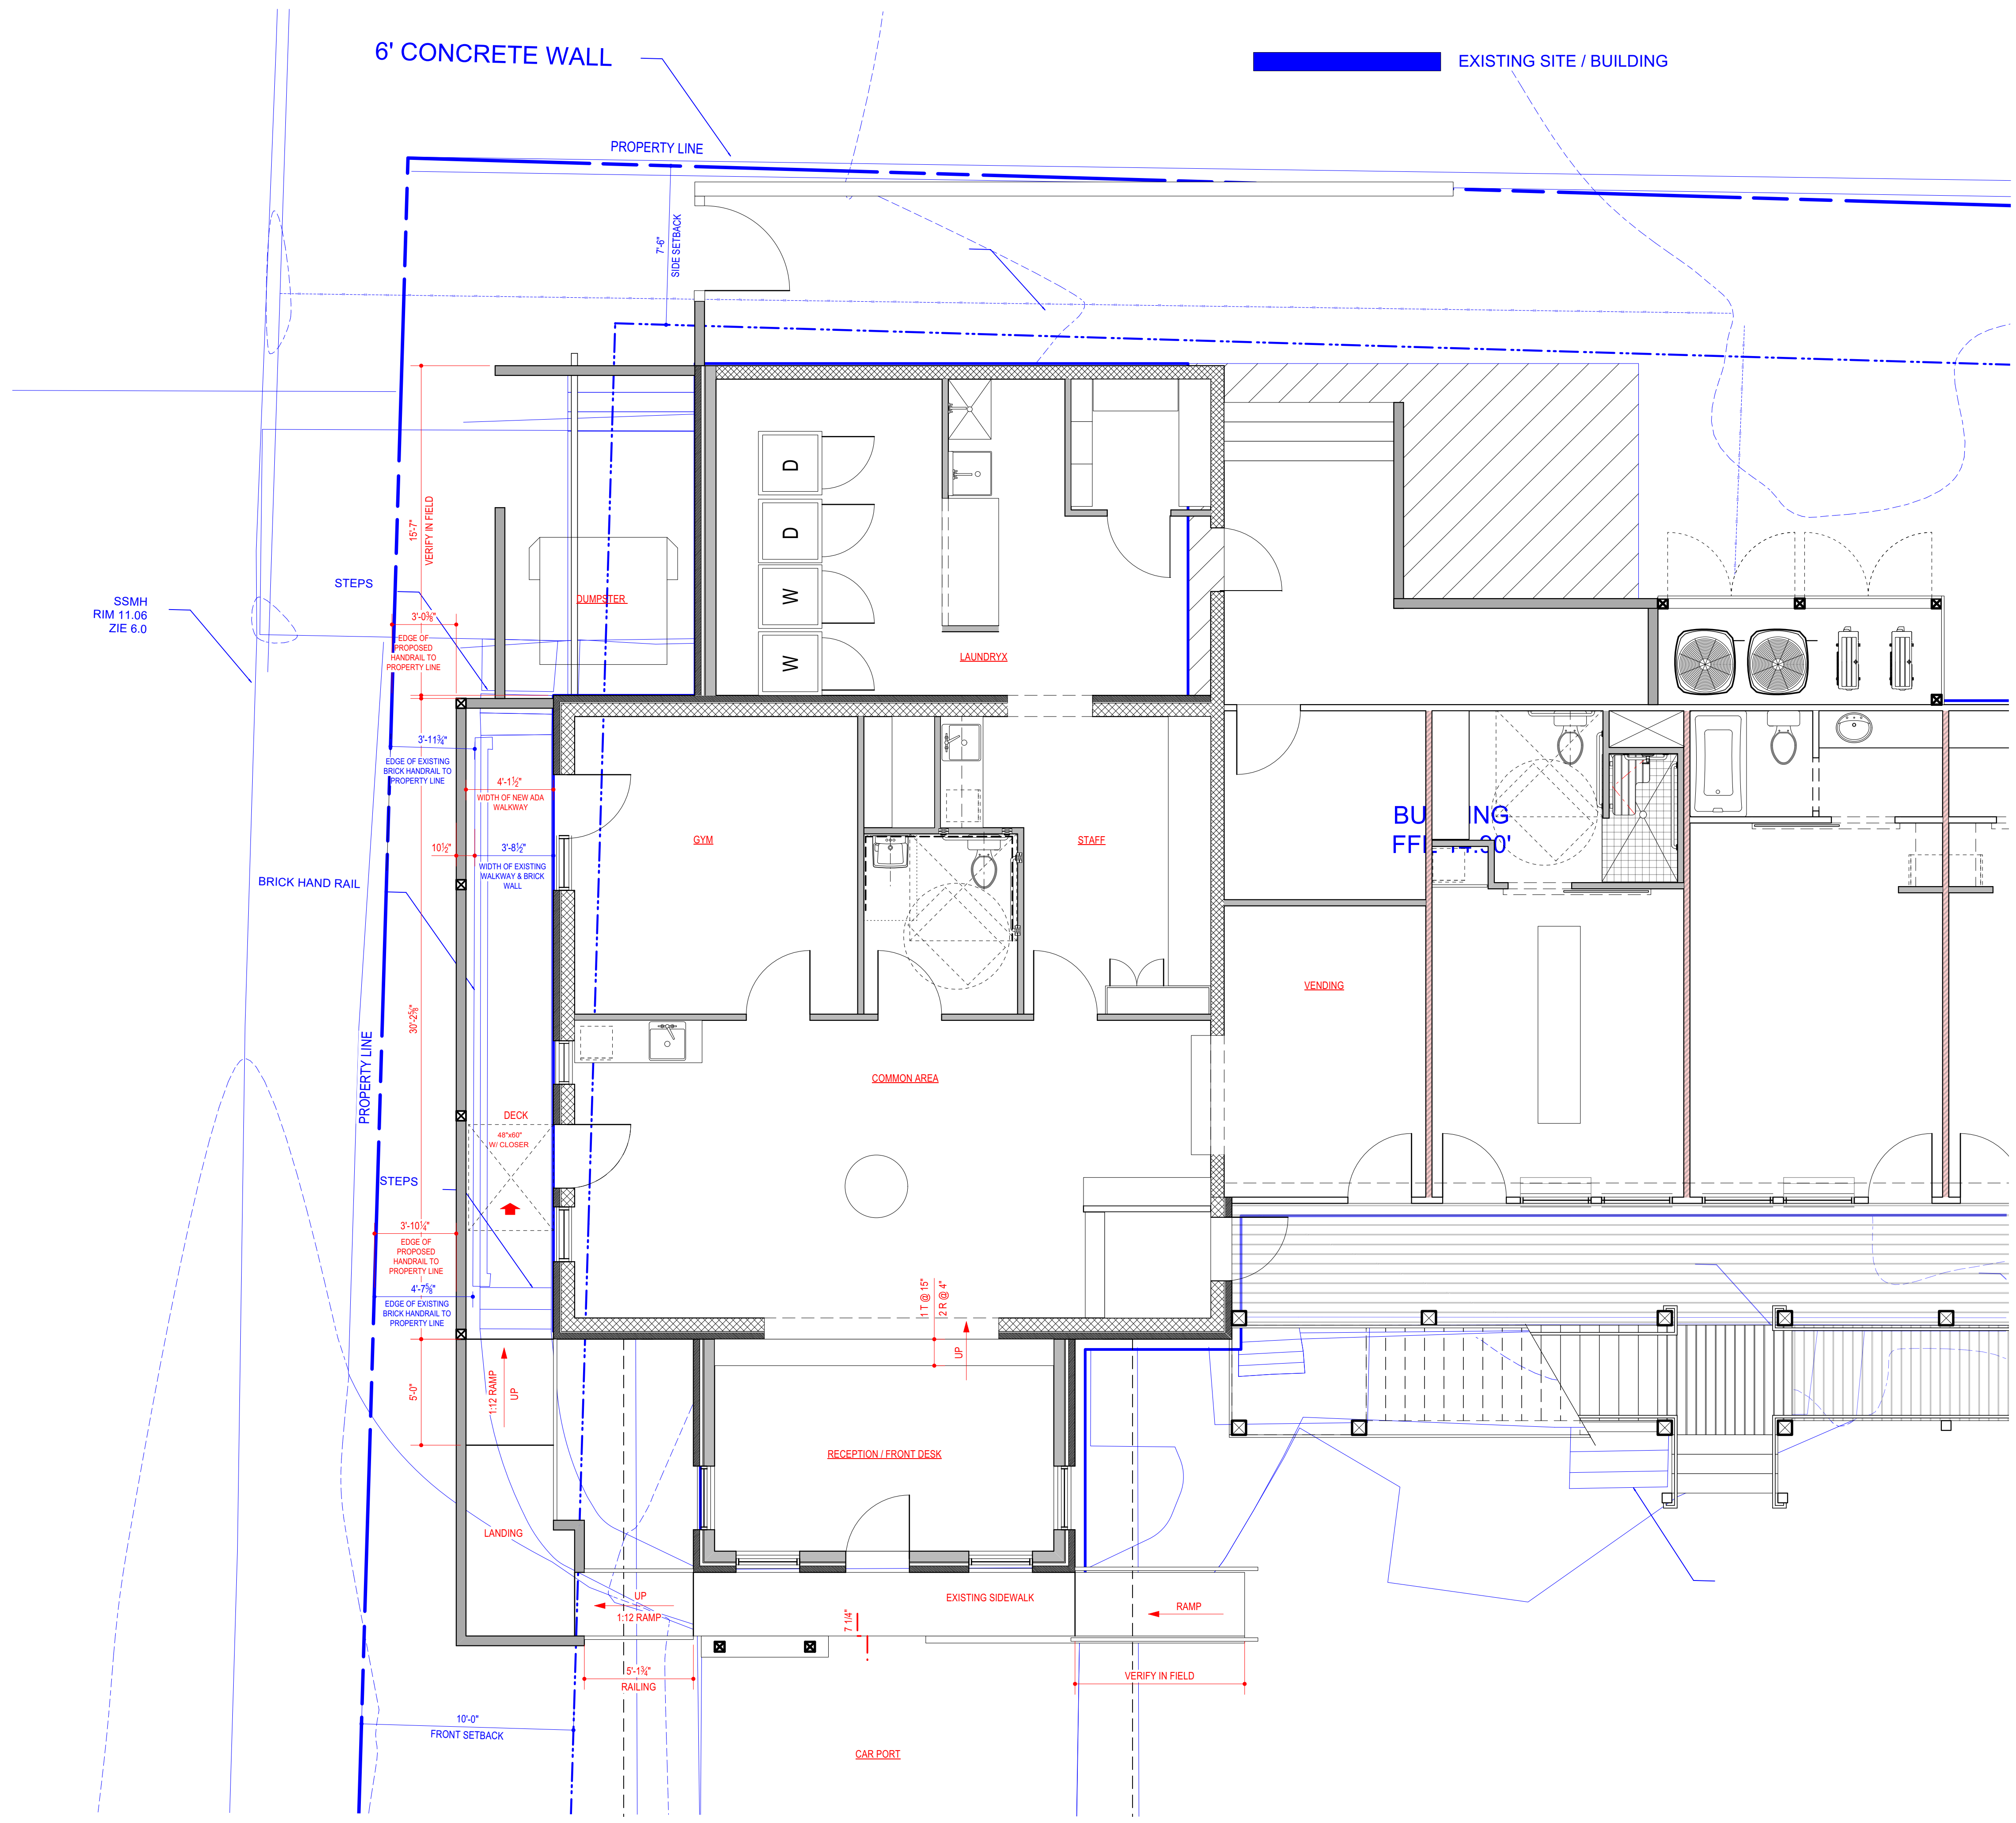 6' CONCRETE WALL
EXISTING SITE / BUILDING
PROPERTY LINE
7'-6"
SIDE SETBACK
15'-7"
VERIFY IN FIELD
STEPS
SSMH
RIM 11.06
ZIE 6.0
DUMPSTER
D
D
W
W
LAUNDRYX
3'-0⅜"
EDGE OF
PROPOSED
HANDRAIL TO
PROPERTY LINE
3'-11¾"
EDGE OF EXISTING
BRICK HANDRAIL TO
PROPERTY LINE
4'-1½"
WIDTH OF NEW ADA
WALKWAY
10½"
3'-8½"
WIDTH OF EXISTING
WALKWAY & BRICK
WALL
BRICK HAND RAIL
GYM
STAFF
VENDING
30'-2⅝"
PROPERTY LINE
COMMON AREA
DECK
48"x60"
W/ CLOSER
STEPS
3'-10¼"
EDGE OF
PROPOSED
HANDRAIL TO
PROPERTY LINE
4'-7⅝"
EDGE OF EXISTING
BRICK HANDRAIL TO
PROPERTY LINE
1 T @ 15"
2 R @ 4"
UP
5'-0"
1:12 RAMP
UP
RECEPTION / FRONT DESK
LANDING
UP
1:12 RAMP
EXISTING SIDEWALK
RAMP
7 1/4"
5'-1¾"
RAILING
VERIFY IN FIELD
10'-0"
FRONT SETBACK
CAR PORT